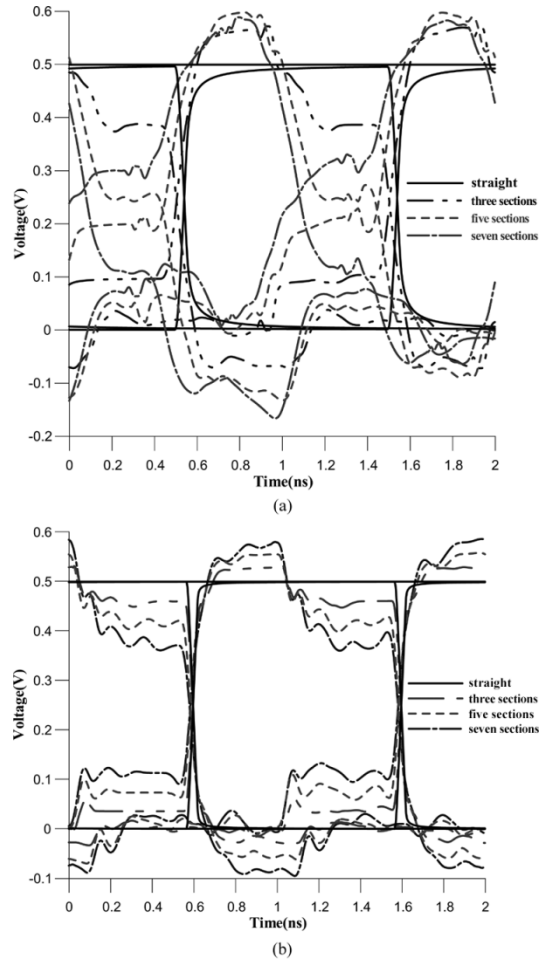 (a)
0.6
0.5
0.4
0.3
0.2
0.1
0
-0.1
-0.2
Voltage(V)
straight
three sections
five sections
seven sections
0 0.2 0.4 0.6 0.8 1 1.2 1.4 1.6 1.8 2
Time(ns)
(a)
(b)
0.6
0.5
0.4
0.3
0.2
0.1
0
-0.1
Voltage(V)
straight
three sections
five sections
seven sections
0 0.2 0.4 0.6 0.8 1 1.2 1.4 1.6 1.8 2
Time(ns)
(b)